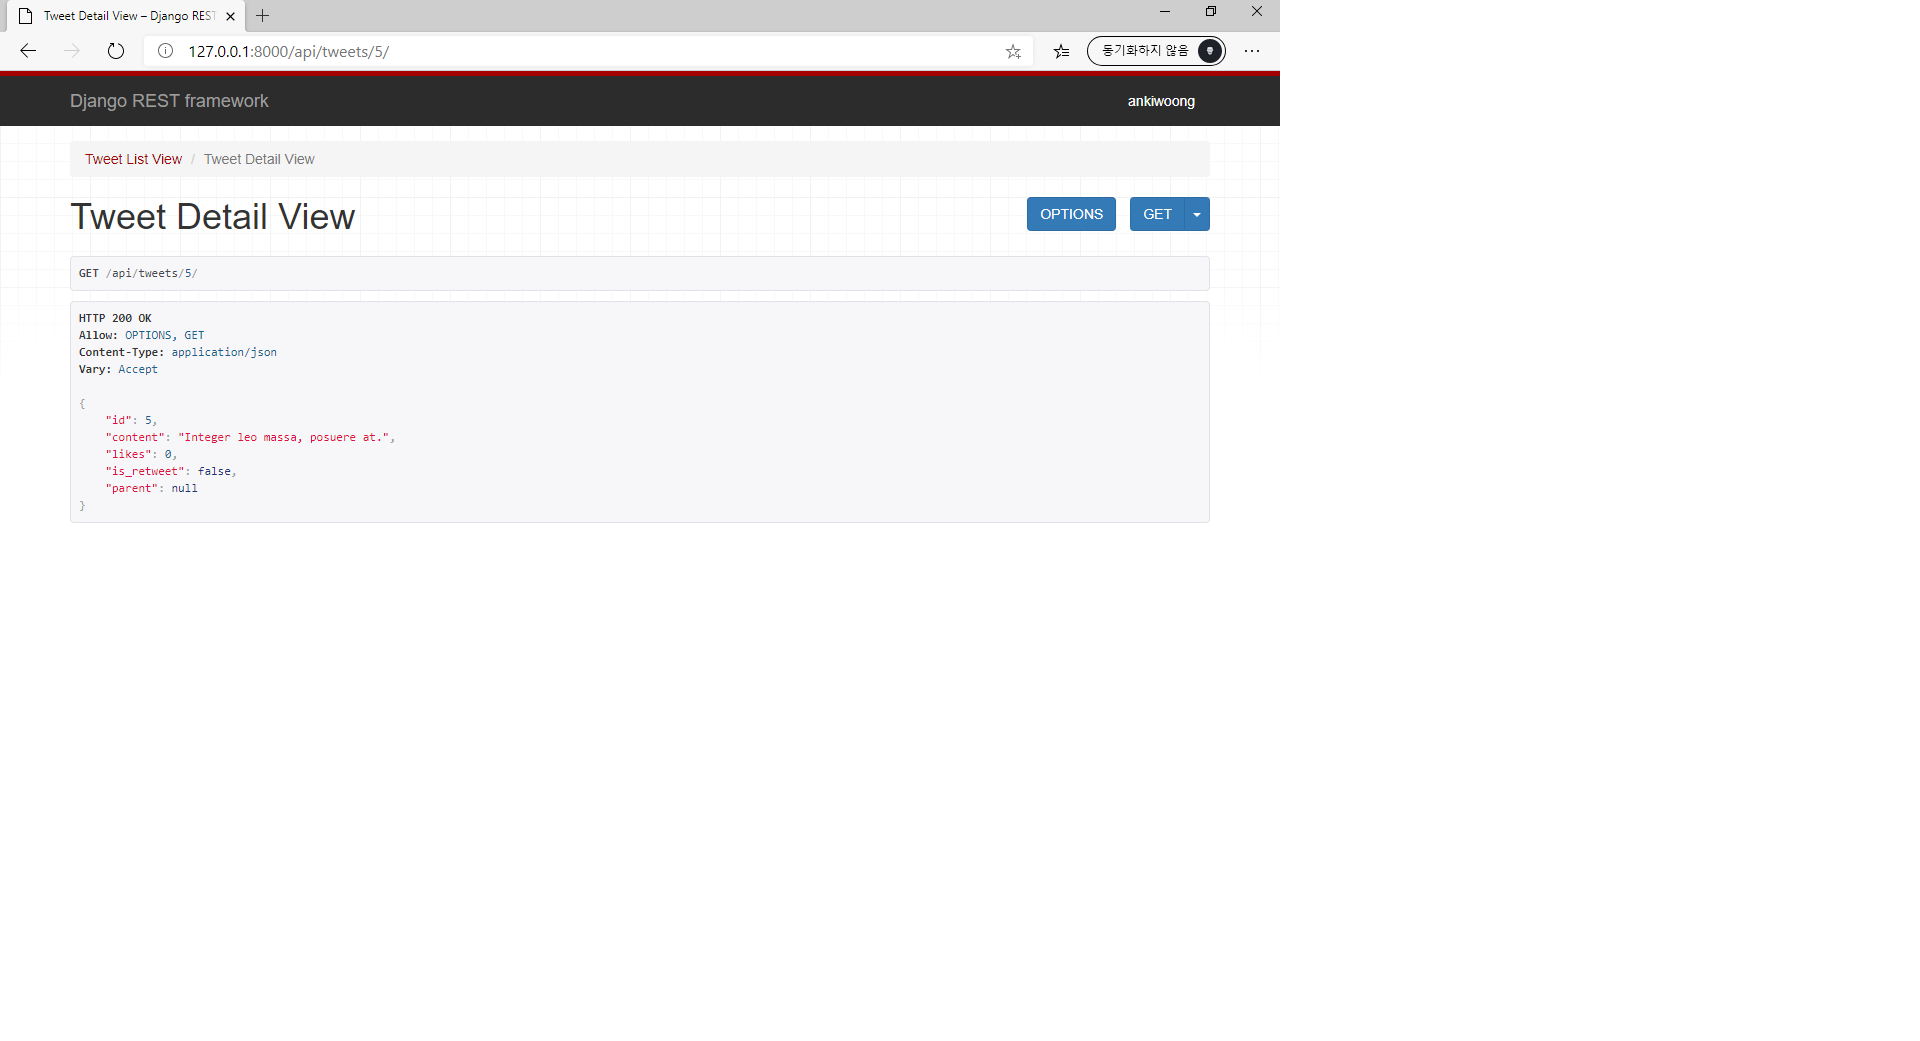 Tweet Detail View – Django REST
127.0.0.1:8000/api/tweets/5/
동기화하지 않음
Django REST framework
ankiwoong
Tweet List View / Tweet Detail View
Tweet Detail View
OPTIONS
GET
GET /api/tweets/5/
HTTP 200 OK
Allow: OPTIONS, GET
Content-Type: application/json
Vary: Accept
{
    "id": 5,
    "content": "Integer leo massa, posuere at.",
    "likes": 0,
    "is_retweet": false,
    "parent": null
}